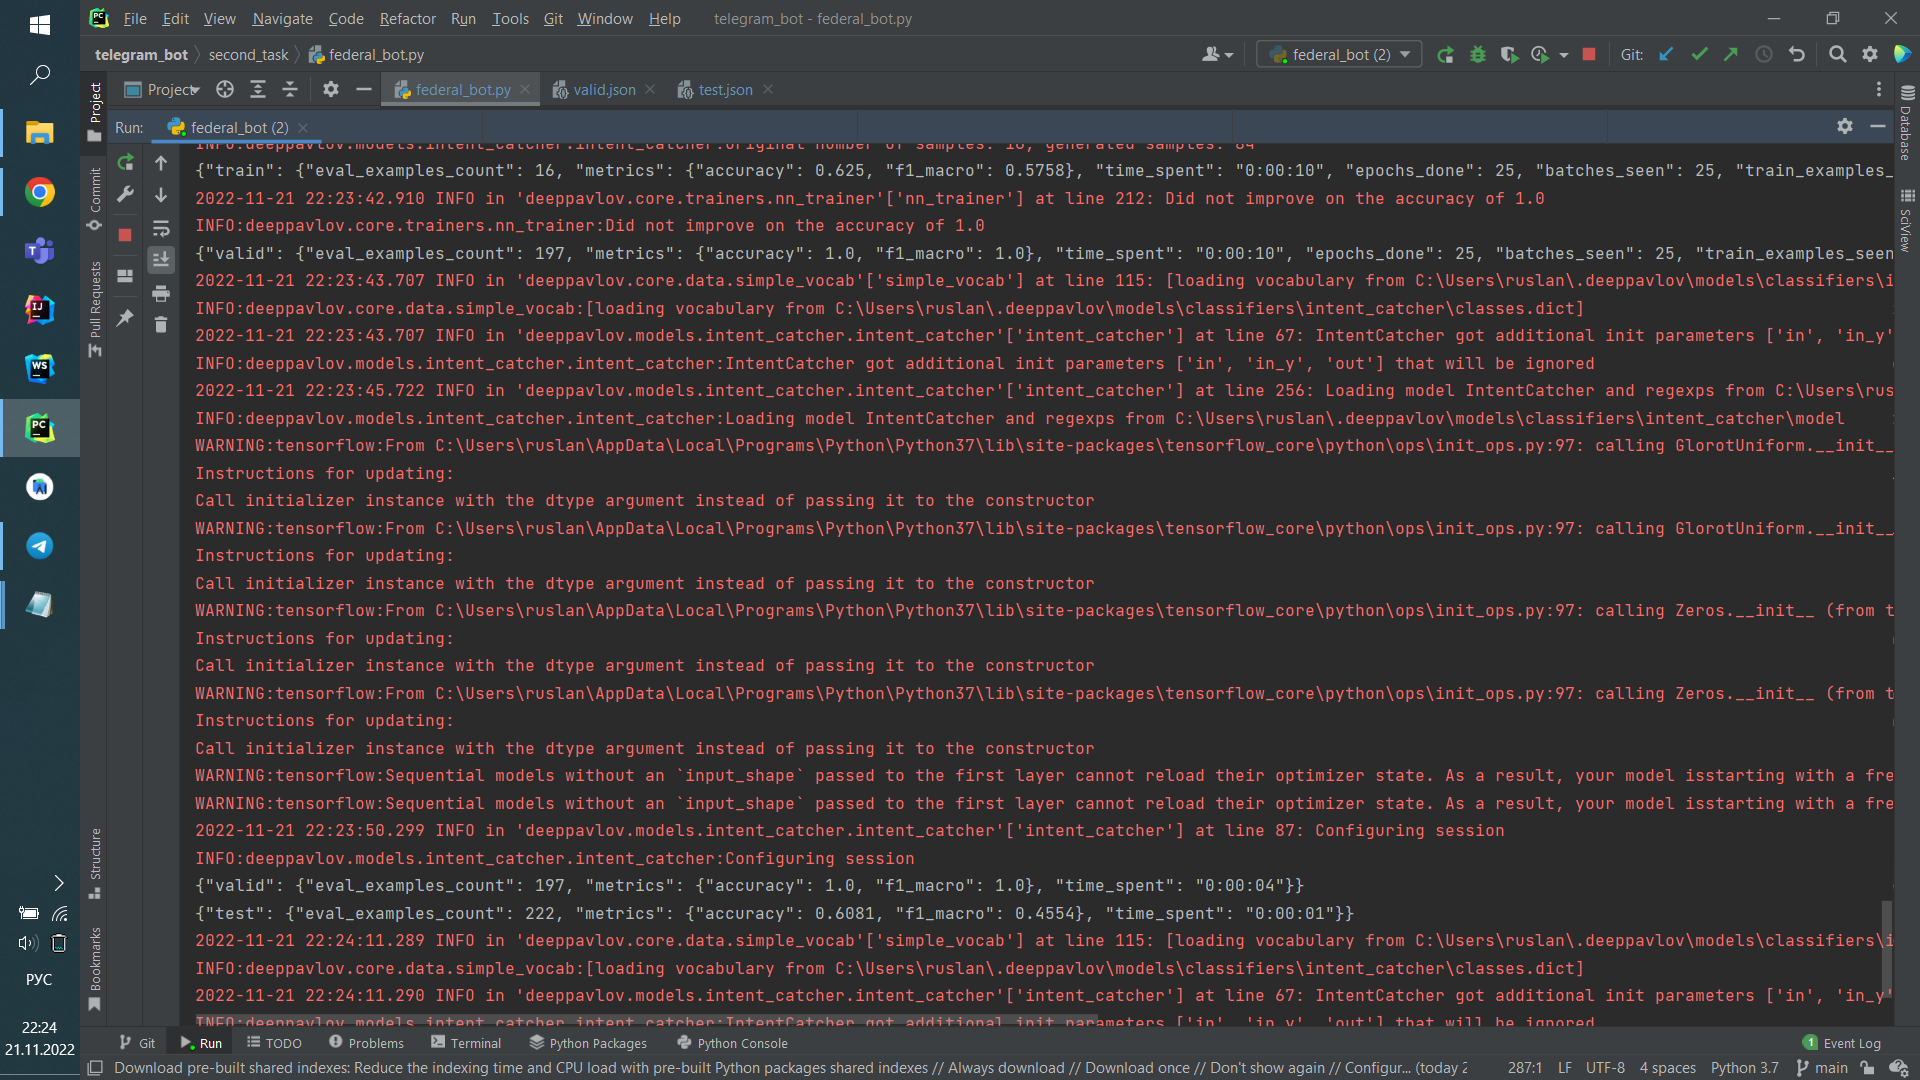 File Edit View Navigate Code Refactor Run Tools Git Window Help telegram_bot - federal_bot.py
telegram_bot second_task federal_bot.py federal_bot (2) Git:
Project federal_bot.py valid.json test.json
Run: federal_bot (2)
INFO:deeppavlov.models.intent_catcher.intent_catcher:Original number of samples: 16, generated samples: 64
{"train": {"eval_examples_count": 16, "metrics": {"accuracy": 0.625, "f1_macro": 0.5758}, "time_spent": "0:00:10", "epochs_done": 25, "batches_seen": 25, "train_examples_
2022-11-21 22:23:42.910 INFO in 'deeppavlov.core.trainers.nn_trainer'['nn_trainer'] at line 212: Did not improve on the accuracy of 1.0
INFO:deeppavlov.core.trainers.nn_trainer:Did not improve on the accuracy of 1.0
{"valid": {"eval_examples_count": 197, "metrics": {"accuracy": 1.0, "f1_macro": 1.0}, "time_spent": "0:00:10", "epochs_done": 25, "batches_seen": 25, "train_examples_seen
2022-11-21 22:23:43.707 INFO in 'deeppavlov.core.data.simple_vocab'['simple_vocab'] at line 115: [loading vocabulary from C:\Users\ruslan\.deeppavlov\models\classifiers\i
INFO:deeppavlov.core.data.simple_vocab:[loading vocabulary from C:\Users\ruslan\.deeppavlov\models\classifiers\intent_catcher\classes.dict]
2022-11-21 22:23:43.707 INFO in 'deeppavlov.models.intent_catcher.intent_catcher'['intent_catcher'] at line 67: IntentCatcher got additional init parameters ['in', 'in_y'
INFO:deeppavlov.models.intent_catcher.intent_catcher:IntentCatcher got additional init parameters ['in', 'in_y', 'out'] that will be ignored
2022-11-21 22:23:45.722 INFO in 'deeppavlov.models.intent_catcher.intent_catcher'['intent_catcher'] at line 256: Loading model IntentCatcher and regexps from C:\Users\rus
INFO:deeppavlov.models.intent_catcher.intent_catcher:Loading model IntentCatcher and regexps from C:\Users\ruslan\.deeppavlov\models\classifiers\intent_catcher\model
WARNING:tensorflow:From C:\Users\ruslan\AppData\Local\Programs\Python\Python37\lib\site-packages\tensorflow_core\python\ops\init_ops.py:97: calling GlorotUniform.__init__
Instructions for updating:
Call initializer instance with the dtype argument instead of passing it to the constructor
WARNING:tensorflow:From C:\Users\ruslan\AppData\Local\Programs\Python\Python37\lib\site-packages\tensorflow_core\python\ops\init_ops.py:97: calling GlorotUniform.__init__
Instructions for updating:
Call initializer instance with the dtype argument instead of passing it to the constructor
WARNING:tensorflow:From C:\Users\ruslan\AppData\Local\Programs\Python\Python37\lib\site-packages\tensorflow_core\python\ops\init_ops.py:97: calling Zeros.__init__ (from t
Instructions for updating:
Call initializer instance with the dtype argument instead of passing it to the constructor
WARNING:tensorflow:From C:\Users\ruslan\AppData\Local\Programs\Python\Python37\lib\site-packages\tensorflow_core\python\ops\init_ops.py:97: calling Zeros.__init__ (from t
Instructions for updating:
Call initializer instance with the dtype argument instead of passing it to the constructor
WARNING:tensorflow:Sequential models without an `input_shape` passed to the first layer cannot reload their optimizer state. As a result, your model isstarting with a fre
WARNING:tensorflow:Sequential models without an `input_shape` passed to the first layer cannot reload their optimizer state. As a result, your model isstarting with a fre
2022-11-21 22:23:50.299 INFO in 'deeppavlov.models.intent_catcher.intent_catcher'['intent_catcher'] at line 87: Configuring session
INFO:deeppavlov.models.intent_catcher.intent_catcher:Configuring session
{"valid": {"eval_examples_count": 197, "metrics": {"accuracy": 1.0, "f1_macro": 1.0}, "time_spent": "0:00:04"}}
{"test": {"eval_examples_count": 222, "metrics": {"accuracy": 0.6081, "f1_macro": 0.4554}, "time_spent": "0:00:01"}}
2022-11-21 22:24:11.289 INFO in 'deeppavlov.core.data.simple_vocab'['simple_vocab'] at line 115: [loading vocabulary from C:\Users\ruslan\.deeppavlov\models\classifiers\i
INFO:deeppavlov.core.data.simple_vocab:[loading vocabulary from C:\Users\ruslan\.deeppavlov\models\classifiers\intent_catcher\classes.dict]
2022-11-21 22:24:11.290 INFO in 'deeppavlov.models.intent_catcher.intent_catcher'['intent_catcher'] at line 67: IntentCatcher got additional init parameters ['in', 'in_y'
INFO:deeppavlov.models.intent_catcher.intent_catcher:IntentCatcher got additional init parameters ['in', 'in_y', 'out'] that will be ignored
Project
Commit
Pull Requests
Structure
Bookmarks
Database
SciView
РУС
22:24
21.11.2022
Git Run TODO Problems Terminal Python Packages Python Console 1 Event Log
Download pre-built shared indexes: Reduce the indexing time and CPU load with pre-built Python packages shared indexes // Always download // Download once // Don't show again // Configur... (today 2 287:1 LF UTF-8 4 spaces Python 3.7 main